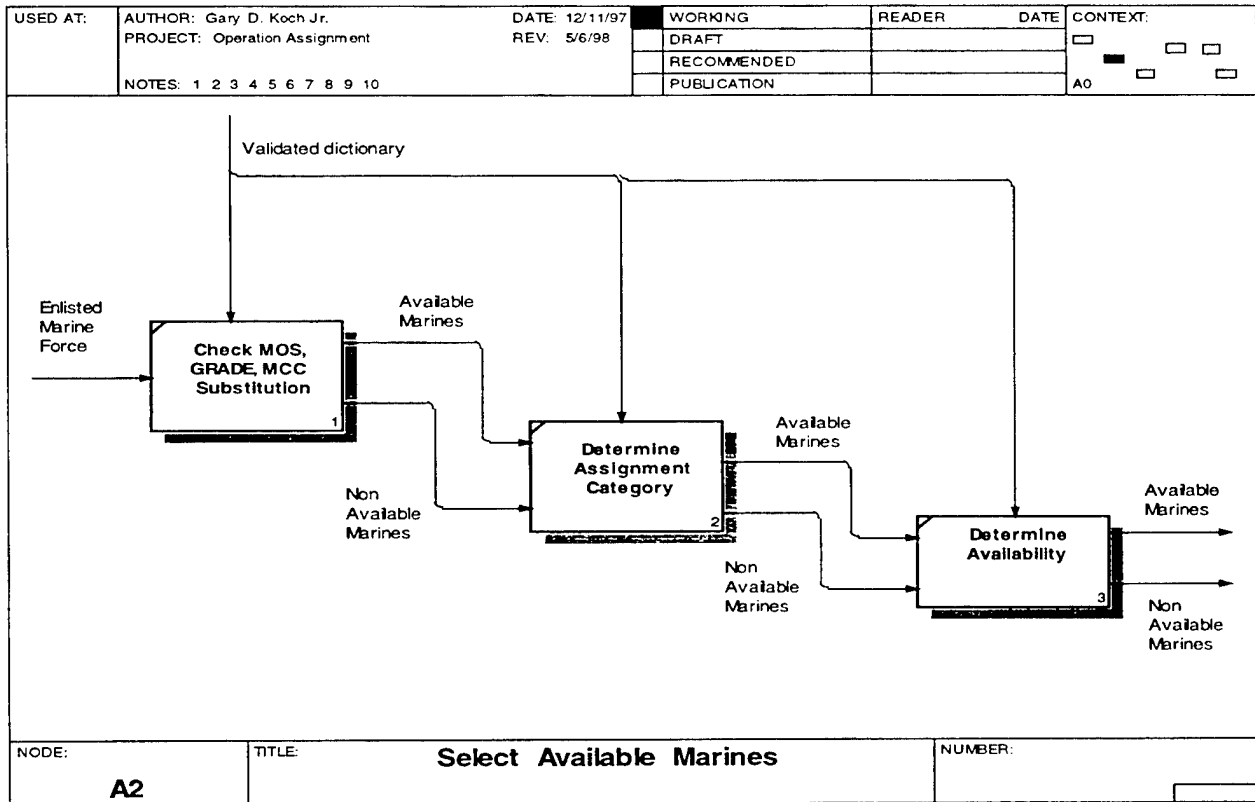 USED AT:
AUTHOR: Gary D. Koch Jr.
DATE: 12/11/97
PROJECT: Operation Assignment
REV: 5/6/98
NOTES: 1 2 3 4 5 6 7 8 9 10
WORKING
DRAFT
RECOMMENDED
PUBLICATION
READER DATE
CONTEXT:
A0
Validated dictionary
Enlisted
Marine
Force
Check MOS,
GRADE, MCC
Substitution
1
Available
Marines
Non
Available
Marines
Determine
Assignment
Category
2
Available
Marines
Non
Available
Marines
Determine
Availability
3
Available
Marines
Non
Available
Marines
NODE:
A2
TITLE:
Select Available Marines
NUMBER: